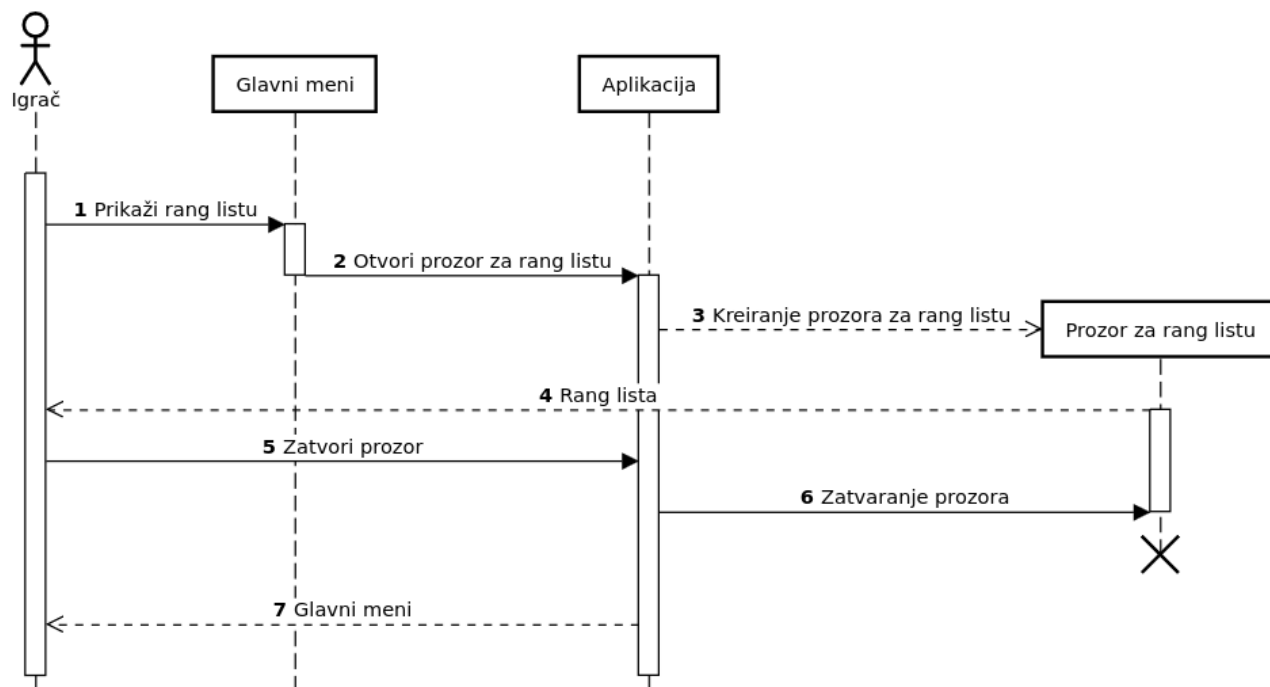 Igrač
Glavni meni
Aplikacija
1 Prikaži rang listu
2 Otvori prozor za rang listu
3 Kreiranje prozora za rang listu
Prozor za rang listu
4 Rang lista
5 Zatvori prozor
6 Zatvaranje prozora
7 Glavni meni